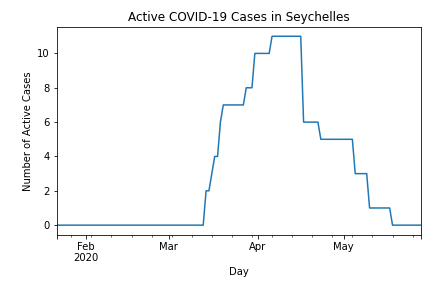 Active COVID-19 Cases in Seychelles
Number of Active Cases
10
8
6
4
2
0
Feb Mar Apr May
2020
Day